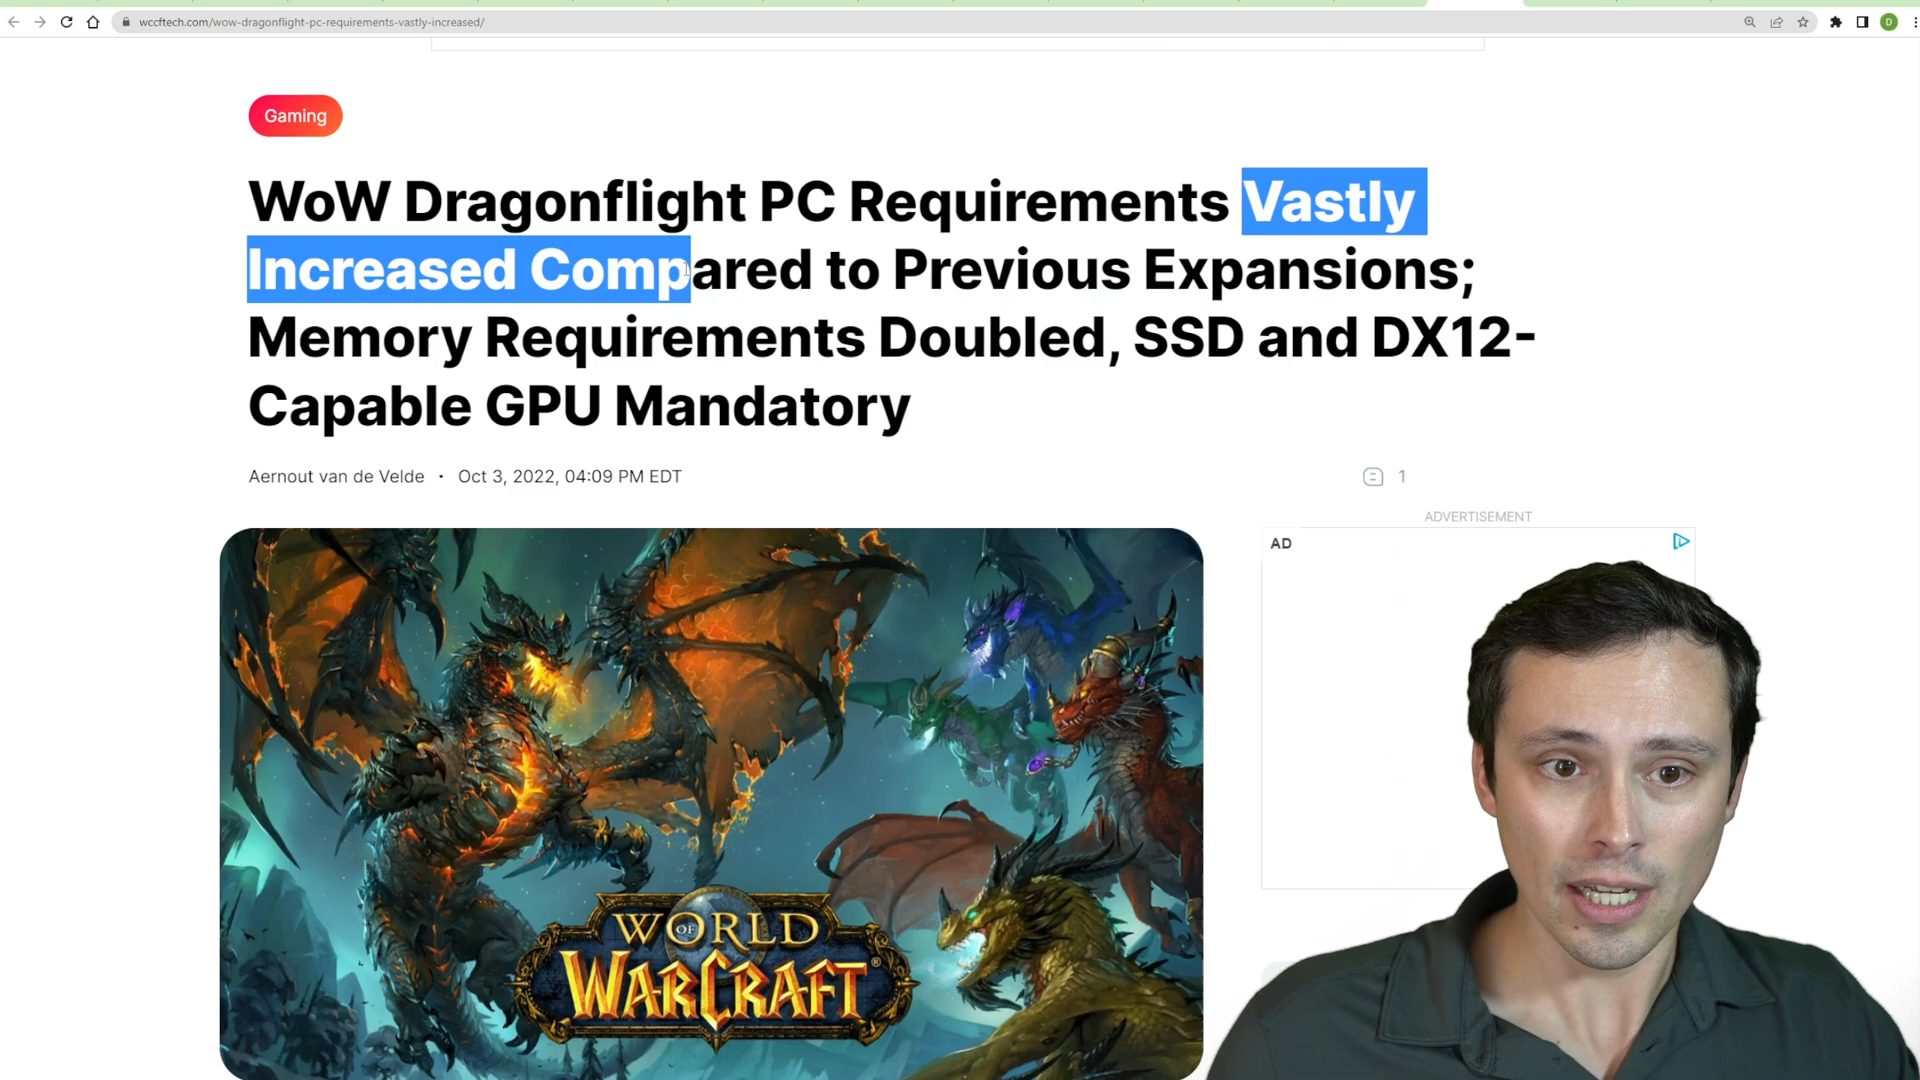 wccftech.com/wow-dragonflight-pc-requirements-vastly-increased/
D
Gaming
WoW Dragonflight PC Requirements Vastly
Increased Compared to Previous Expansions;
Memory Requirements Doubled, SSD and DX12-
Capable GPU Mandatory
Aernout van de Velde • Oct 3, 2022, 04:09 PM EDT
1
ADVERTISEMENT
AD
WORLD
OF
WARCRAFT®